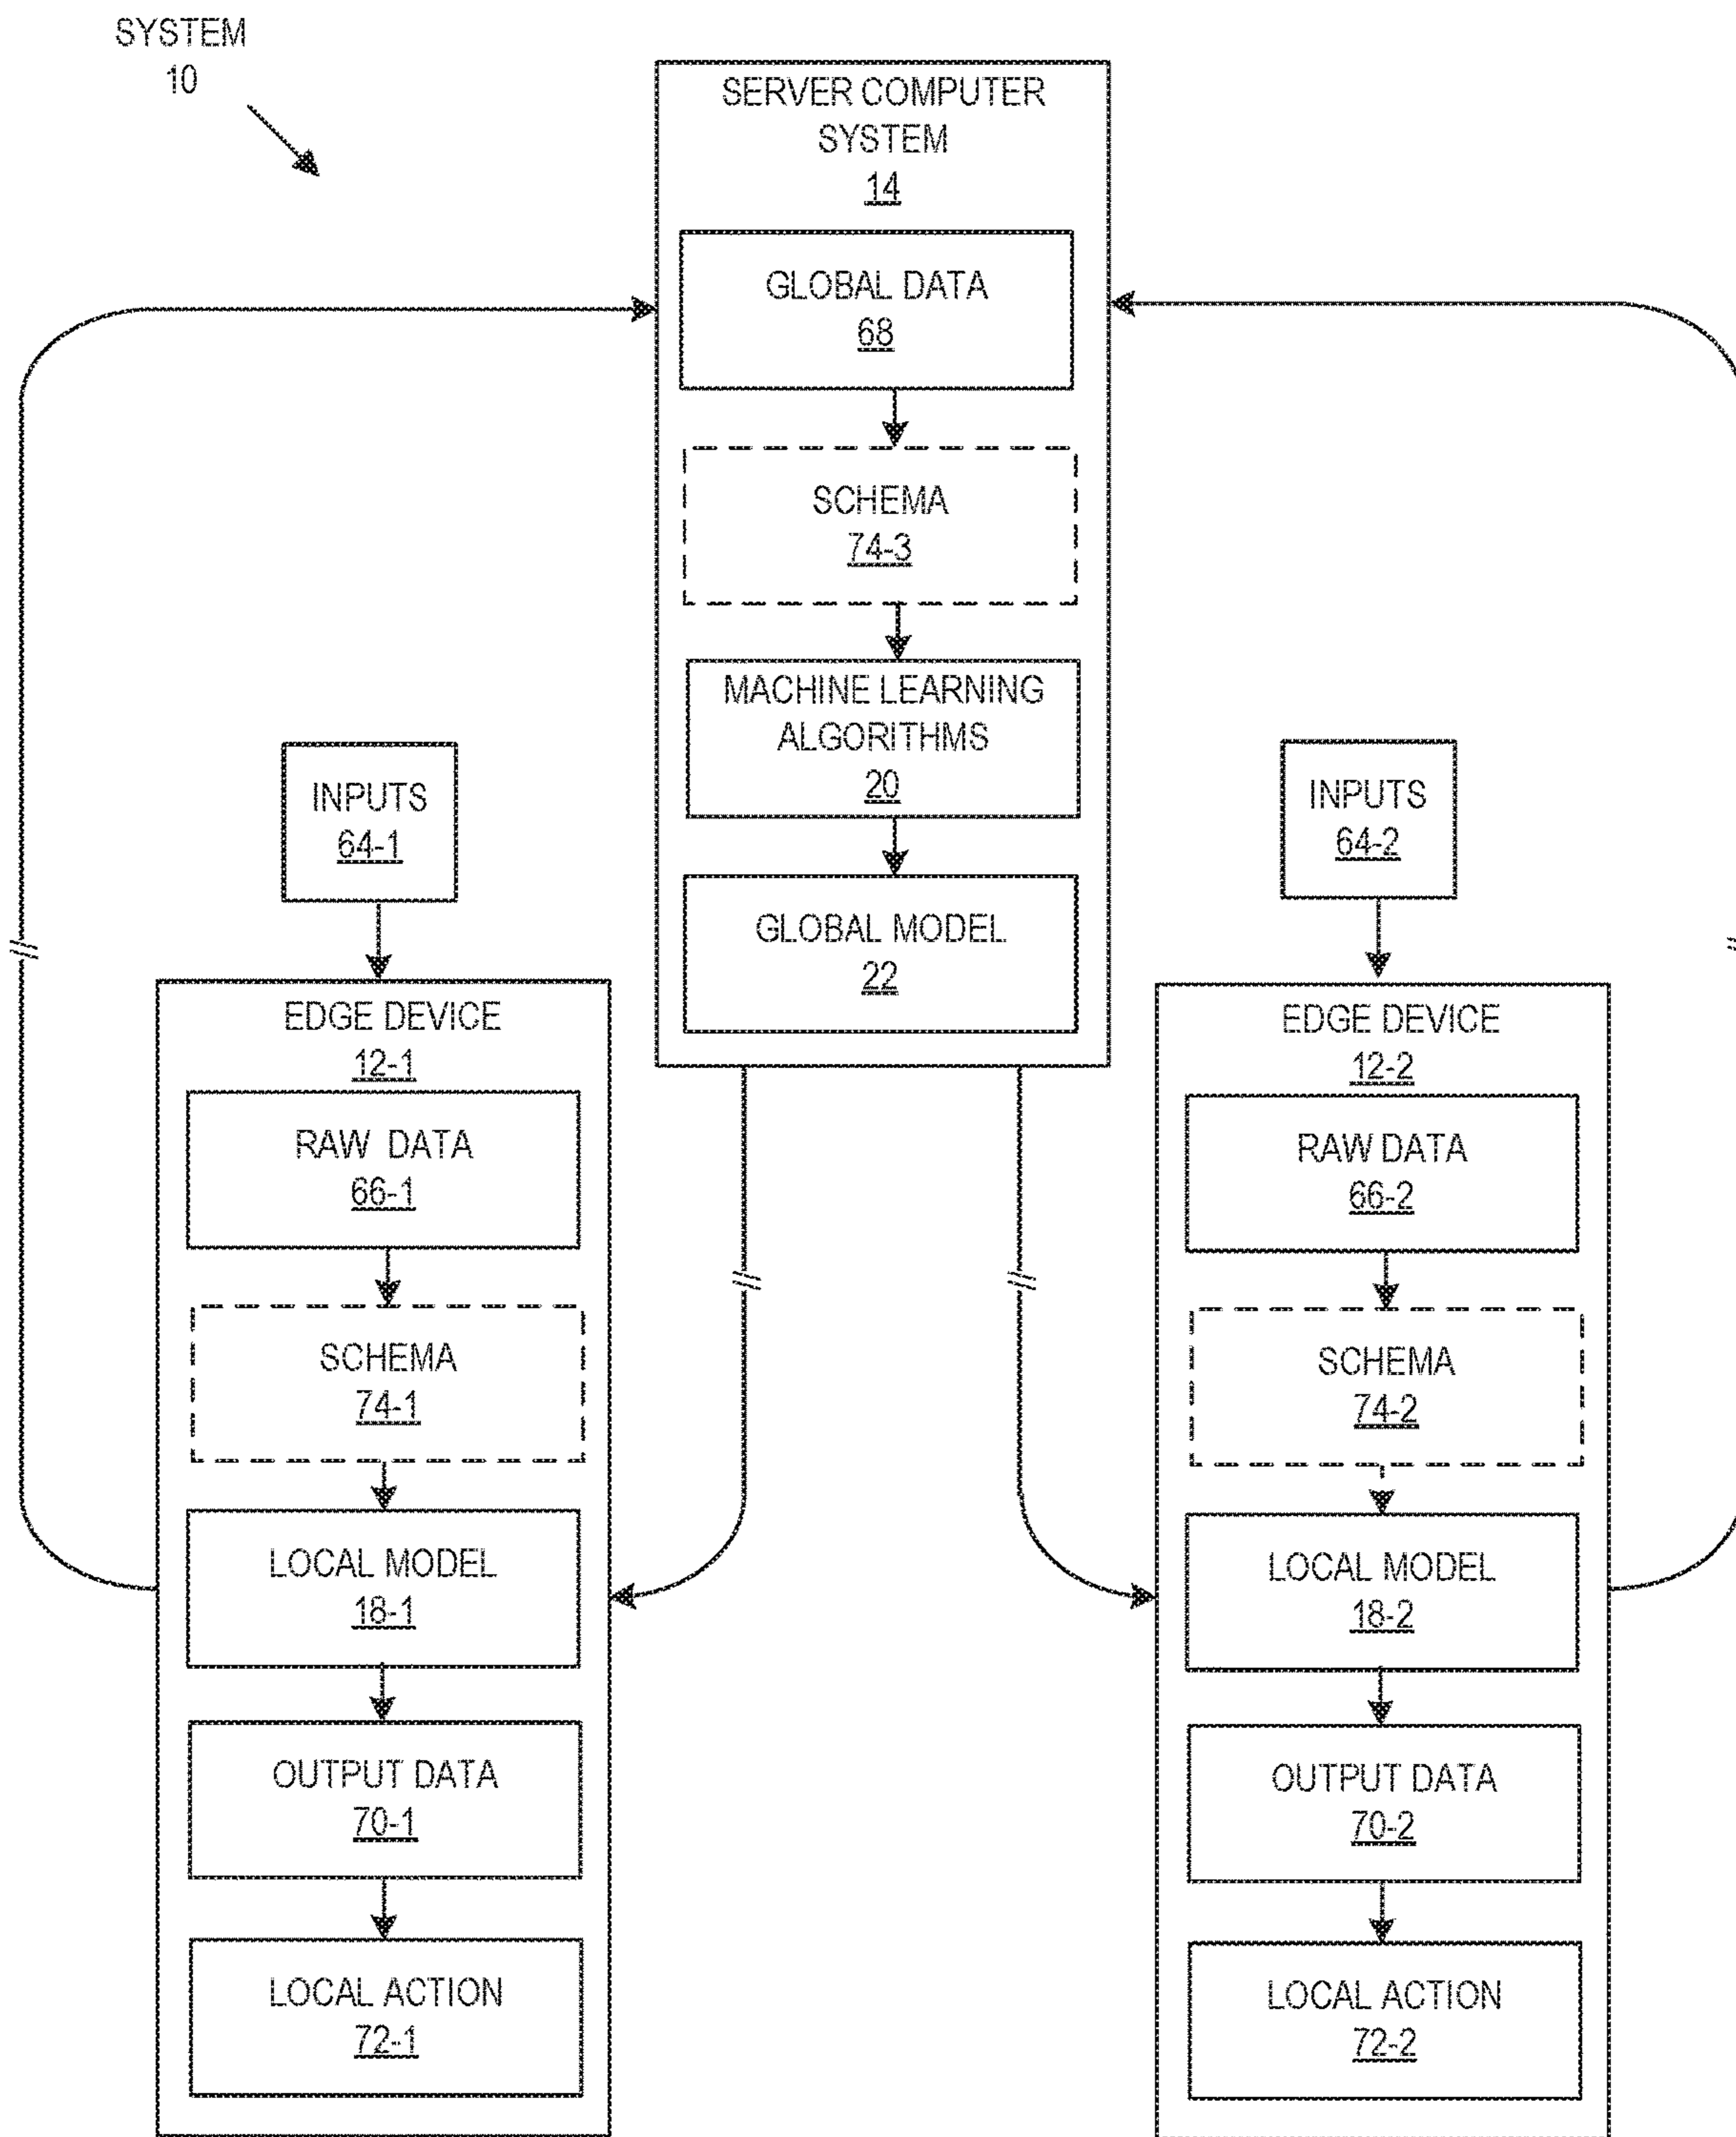 SYSTEM
10
SERVER COMPUTER
SYSTEM
14
GLOBAL DATA
68
SCHEMA
74-3
MACHINE LEARNING
ALGORITHMS
20
GLOBAL MODEL
22
INPUTS
64-1
EDGE DEVICE
12-1
RAW DATA
66-1
SCHEMA
74-1
LOCAL MODEL
18-1
OUTPUT DATA
70-1
LOCAL ACTION
72-1
INPUTS
64-2
EDGE DEVICE
12-2
RAW DATA
66-2
SCHEMA
74-2
LOCAL MODEL
18-2
OUTPUT DATA
70-2
LOCAL ACTION
72-2